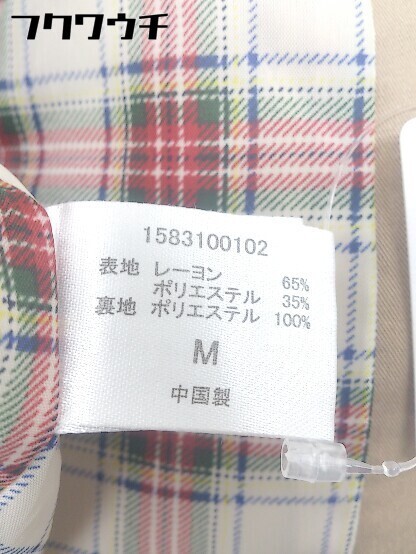 フクウチ
1583100102
表地 レーヨン 65%
ポリエステル 35%
裏地 ポリエステル 100%
M
中国製